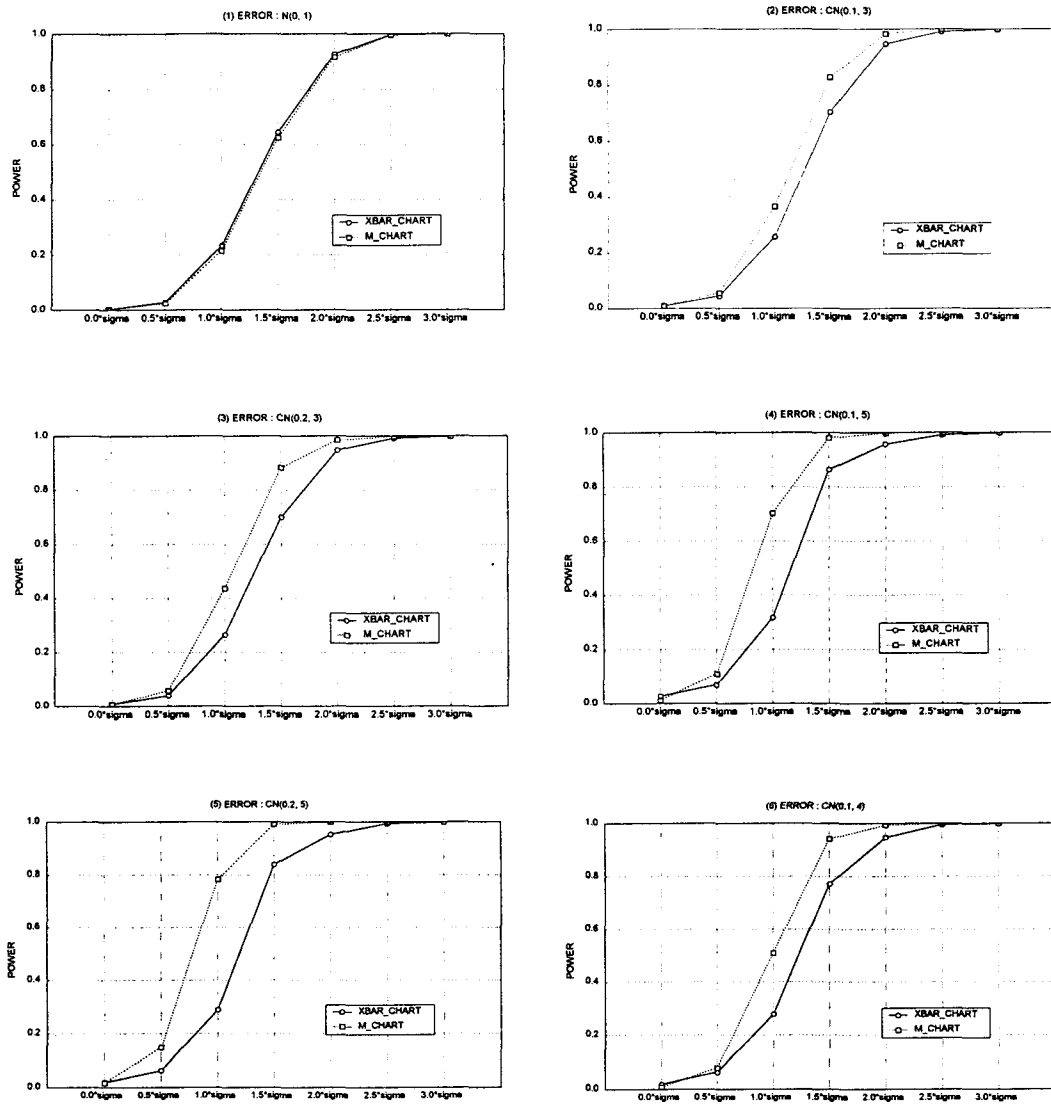 (1) ERROR : N(0, 1)
1.0
0.8
0.6
0.4
0.2
0.0
POWER
XBAR_CHART
M_CHART
0.0*sigma 0.5*sigma 1.0*sigma 1.5*sigma 2.0*sigma 2.5*sigma 3.0*sigma
(2) ERROR : CN(0.1, 3)
1.0
0.8
0.6
0.4
0.2
0.0
POWER
XBAR_CHART
M_CHART
0.0*sigma 0.5*sigma 1.0*sigma 1.5*sigma 2.0*sigma 2.5*sigma 3.0*sigma
(3) ERROR : CN(0.2, 3)
1.0
0.8
0.6
0.4
0.2
0.0
POWER
XBAR_CHART
M_CHART
0.0*sigma 0.5*sigma 1.0*sigma 1.5*sigma 2.0*sigma 2.5*sigma 3.0*sigma
(4) ERROR : CN(0.1, 5)
1.0
0.8
0.6
0.4
0.2
0.0
POWER
XBAR_CHART
M_CHART
0.0*sigma 0.5*sigma 1.0*sigma 1.5*sigma 2.0*sigma 2.5*sigma 3.0*sigma
(5) ERROR : CN(0.2, 5)
1.0
0.8
0.6
0.4
0.2
0.0
POWER
XBAR_CHART
M_CHART
0.0*sigma 0.5*sigma 1.0*sigma 1.5*sigma 2.0*sigma 2.5*sigma 3.0*sigma
(6) ERROR : CN(0.1, 4)
1.0
0.8
0.6
0.4
0.2
0.0
POWER
XBAR_CHART
M_CHART
0.0*sigma 0.5*sigma 1.0*sigma 1.5*sigma 2.0*sigma 2.5*sigma 3.0*sigma